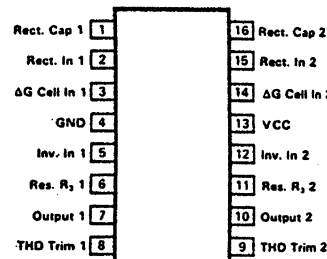 Rect. Cap 1 1
Rect. In 1 2
ΔG Cell In 1 3
GND 4
Inv. In 1 5
Res. R₃ 1 6
Output 1 7
THD Trim 1 8
16 Rect. Cap 2
15 Rect. In 2
14 ΔG Cell In 2
13 VCC
12 Inv. In 2
11 Res. R₃ 2
10 Output 2
9 THD Trim 2